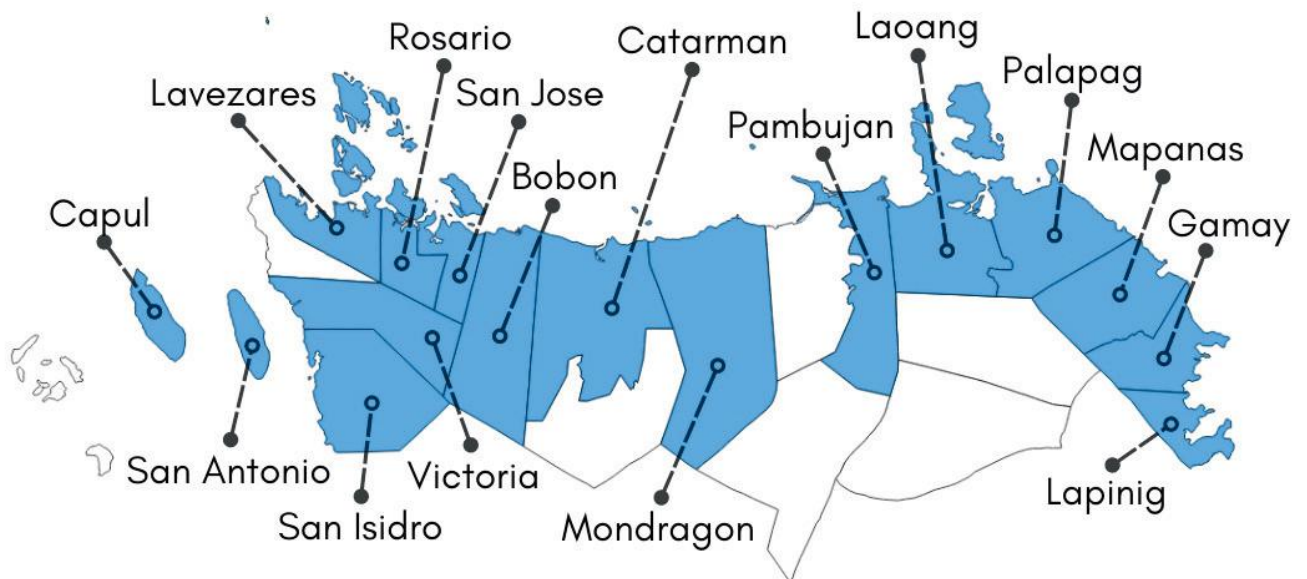 Rosario
Catarman
Laoang
Palapag
Lavezares
San Jose
Pambujan
Mapanas
Bobon
Capul
Gamay
San Antonio
Victoria
San Isidro
Mondragon
Lapinig